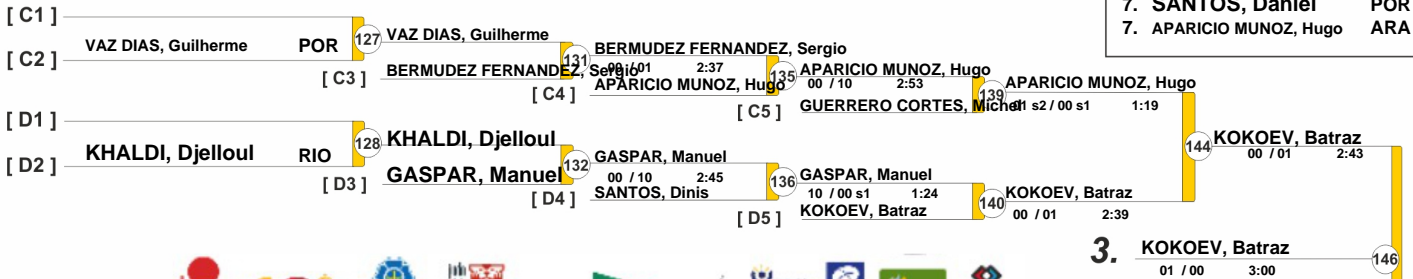 7. SANTOS, Daniel POR
7. APARICIO MUNOZ, Hugo ARA
[ C1 ]
[ C2 ] VAZ DIAS, Guilherme POR
127 VAZ DIAS, Guilherme
[ C3 ] BERMUDEZ FERNANDEZ, Sergio
131 BERMUDEZ FERNANDEZ, Sergio
00 / 01 2:37
[ C4 ] APARICIO MUNOZ, Hugo
135 APARICIO MUNOZ, Hugo
00 / 10 2:53
[ C5 ] GUERRERO CORTES, Michel
139 APARICIO MUNOZ, Hugo
01 s2 / 00 s1 1:19
[ D1 ]
[ D2 ] KHALDI, Djelloul RIO
128 KHALDI, Djelloul
[ D3 ] GASPAR, Manuel
132 GASPAR, Manuel
00 / 10 2:45
[ D4 ] SANTOS, Dinis
136 GASPAR, Manuel
10 / 00 s1 1:24
[ D5 ] KOKOEV, Batraz
140 KOKOEV, Batraz
00 / 01 2:39
144 KOKOEV, Batraz
00 / 01 2:43
3. KOKOEV, Batraz
01 / 00 3:00
146